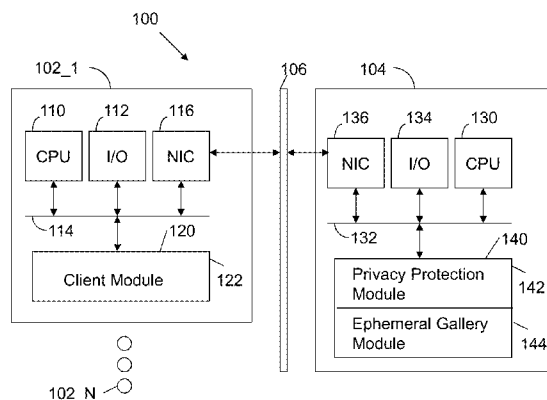 100
102_1
106
104
110
112
116
136
134
130
CPU
I/O
NIC
NIC
I/O
CPU
114
120
132
140
Client Module
122
Privacy Protection
Module
142
Ephemeral Gallery
Module
144
102_N